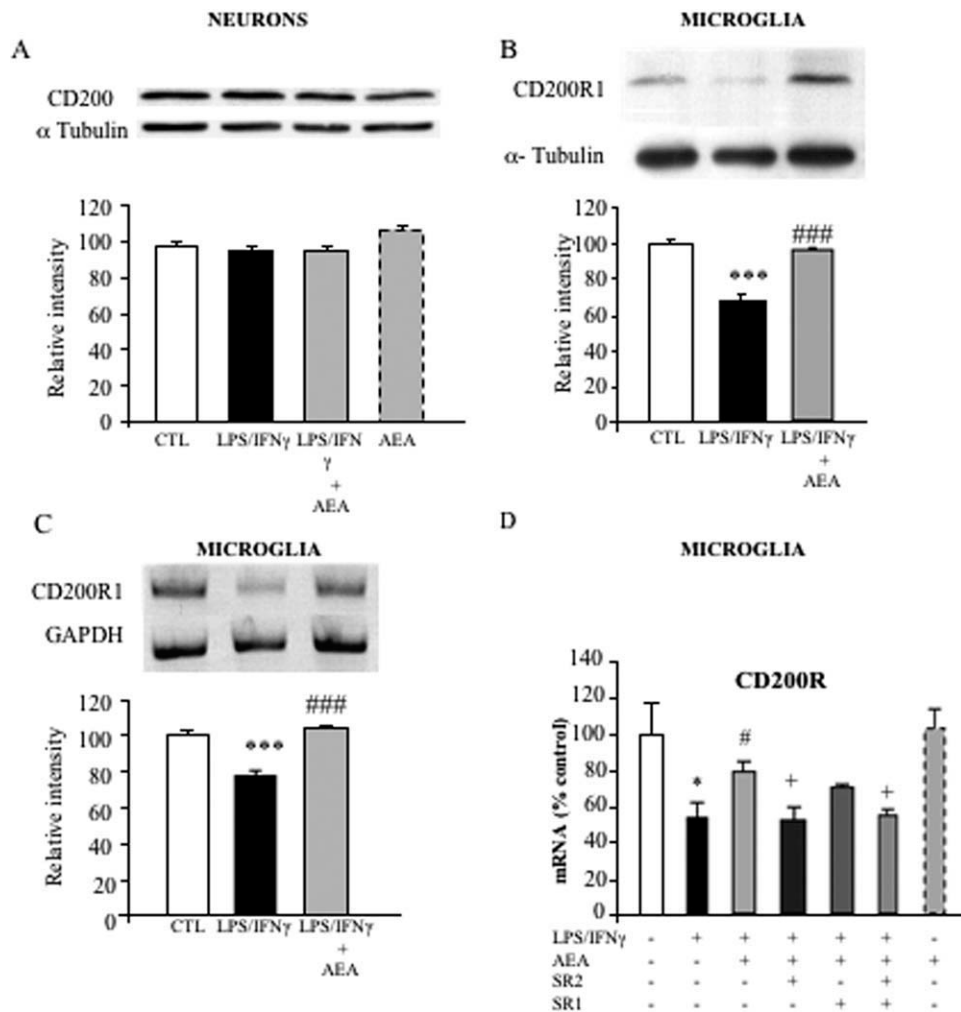 NEURONS
A
CD200
α Tubulin
Relative intensity
120
100
80
60
40
20
0
CTL LPS/IFNγ LPS/IFN AEA
γ
+
AEA
MICROGLIA
B
CD200R1
α- Tubulin
Relative intensity
120
100
80
60
40
20
0
***
###
CTL LPS/IFNγ LPS/IFNγ
+
AEA
C
MICROGLIA
CD200R1
GAPDH
Relative intensity
120
100
80
60
40
20
0
***
###
CTL LPS/IFNγ LPS/IFNγ
+
AEA
D
MICROGLIA
CD200R
mRNA (% control)
140
120
100
80
60
40
20
0
* # + +
LPS/IFNγ - + + + + + -
AEA - - + + + + +
SR2 - - - + - + -
SR1 - - - - + + -